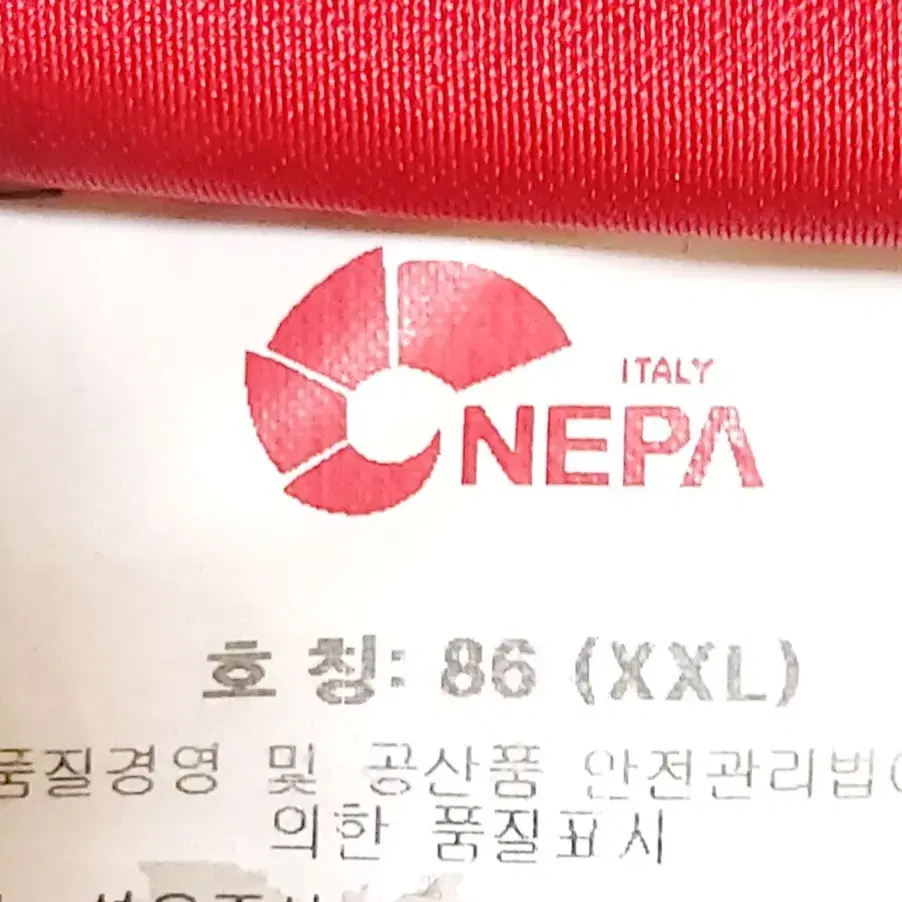 ITALY
NEPA
호 칭: 86 (XXL)
품질경영 및 공산품 안전관리법(
의한 품질표시